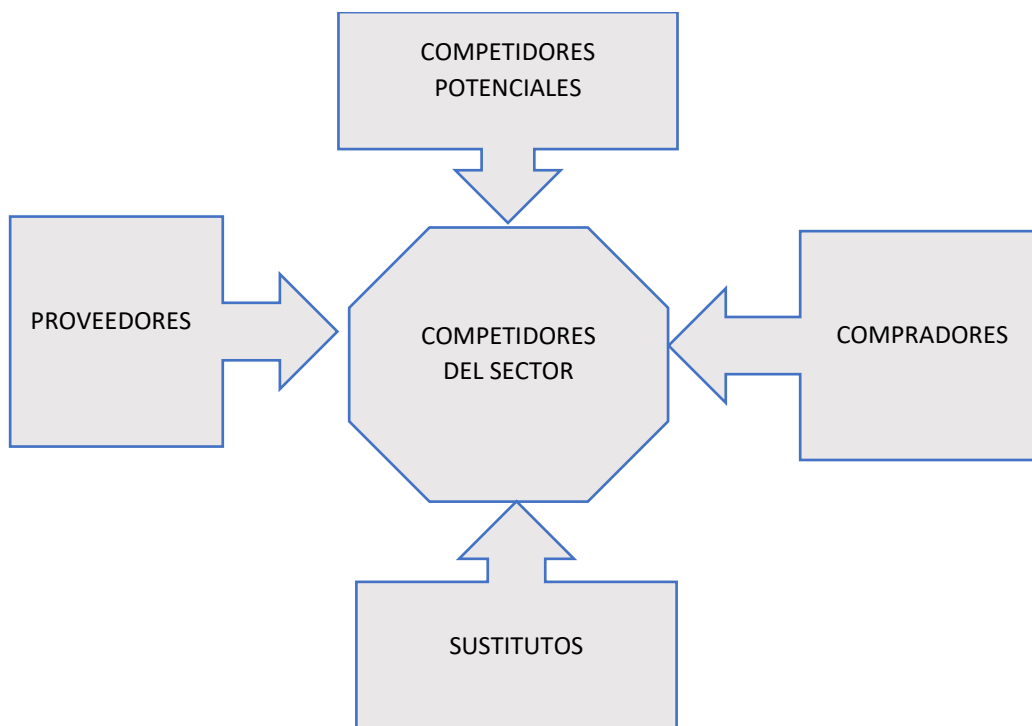 COMPETIDORES
POTENCIALES
PROVEEDORES
COMPETIDORES
DEL SECTOR
COMPRADORES
SUSTITUTOS